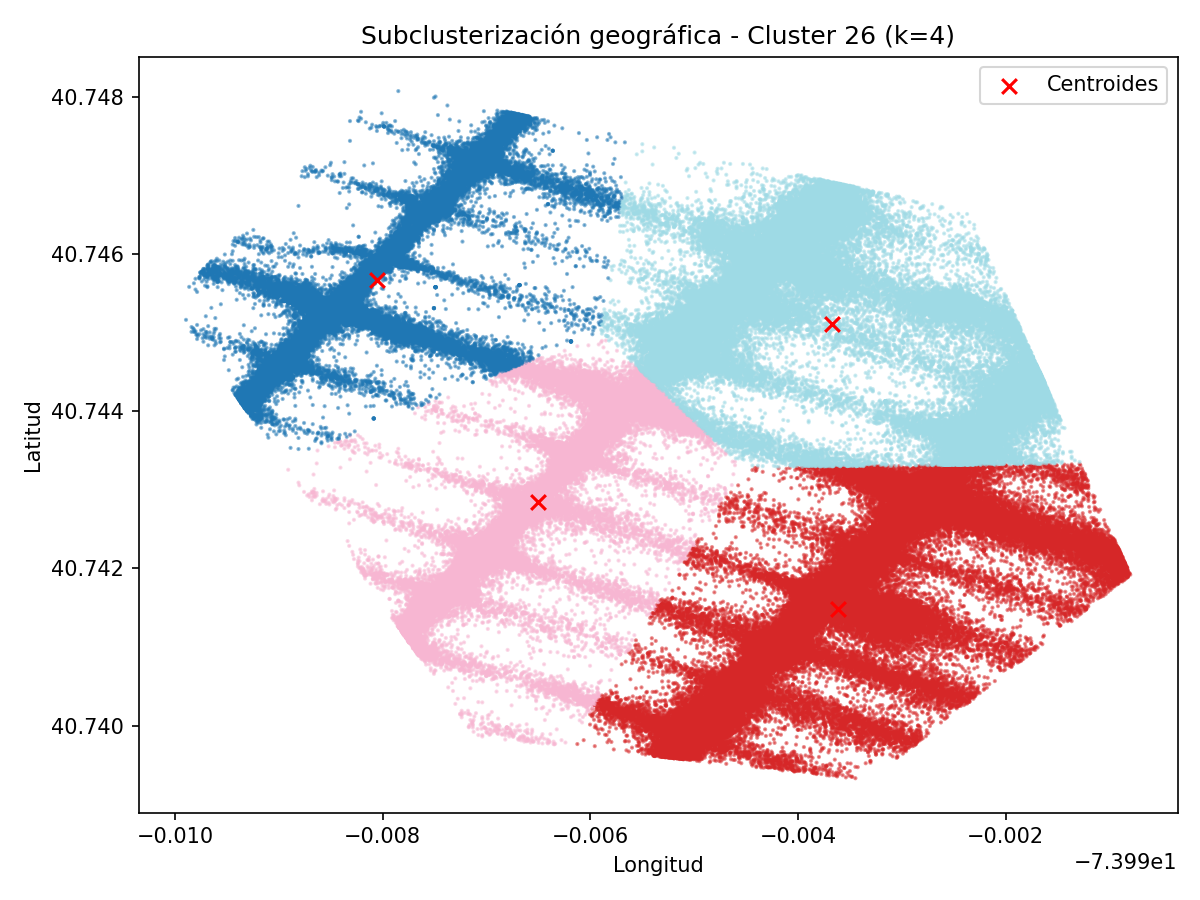 Subclusterización geográfica - Cluster 26 (k=4)
Centroides
40.748
40.746
40.744
40.742
40.740
Latitud
−0.010 −0.008 −0.006 −0.004 −0.002
−7.399e1
Longitud